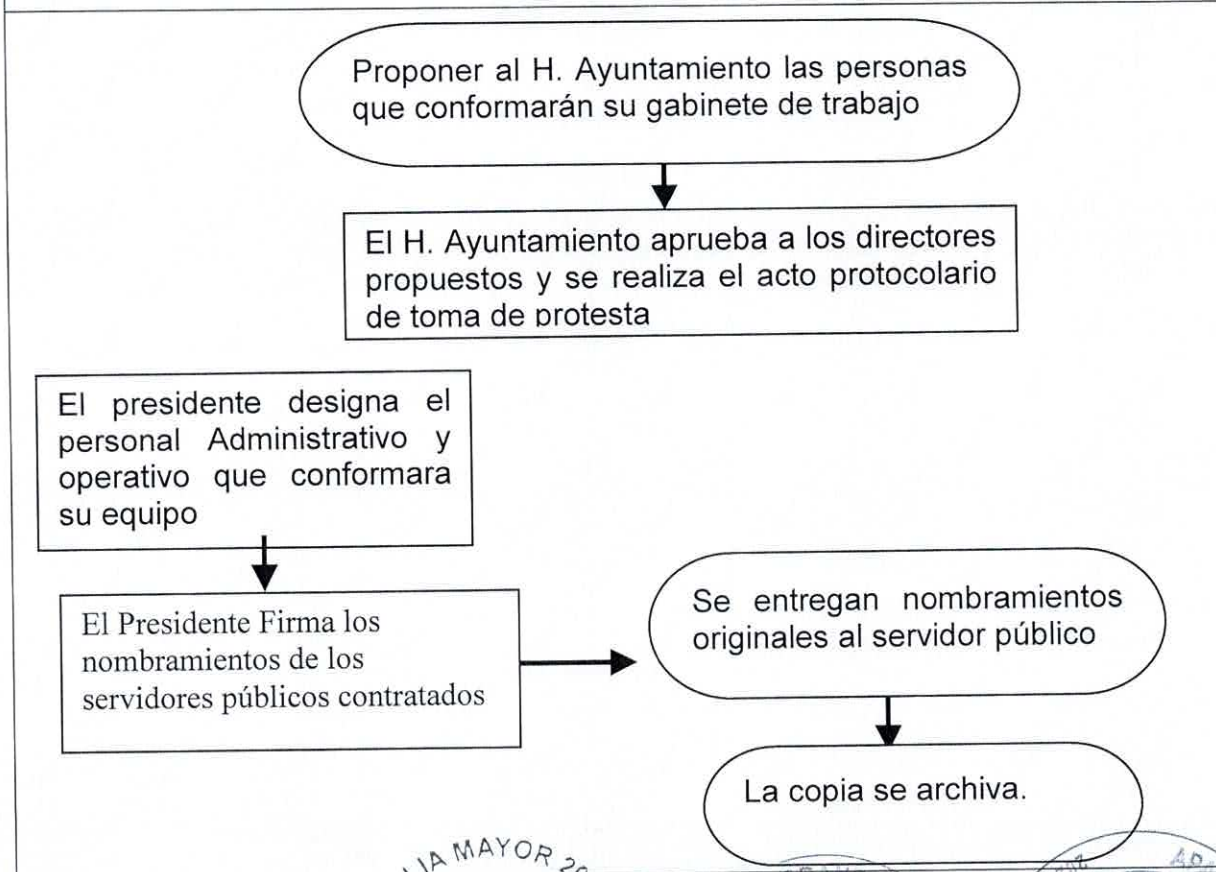 Proponer al H. Ayuntamiento las personas
que conformarán su gabinete de trabajo
El H. Ayuntamiento aprueba a los directores
propuestos y se realiza el acto protocolario
de toma de protesta
El presidente designa el
personal Administrativo y
operativo que conformara
su equipo
El Presidente Firma los
nombramientos de los
servidores públicos contratados
Se entregan nombramientos
originales al servidor público
La copia se archiva.
MAYOR